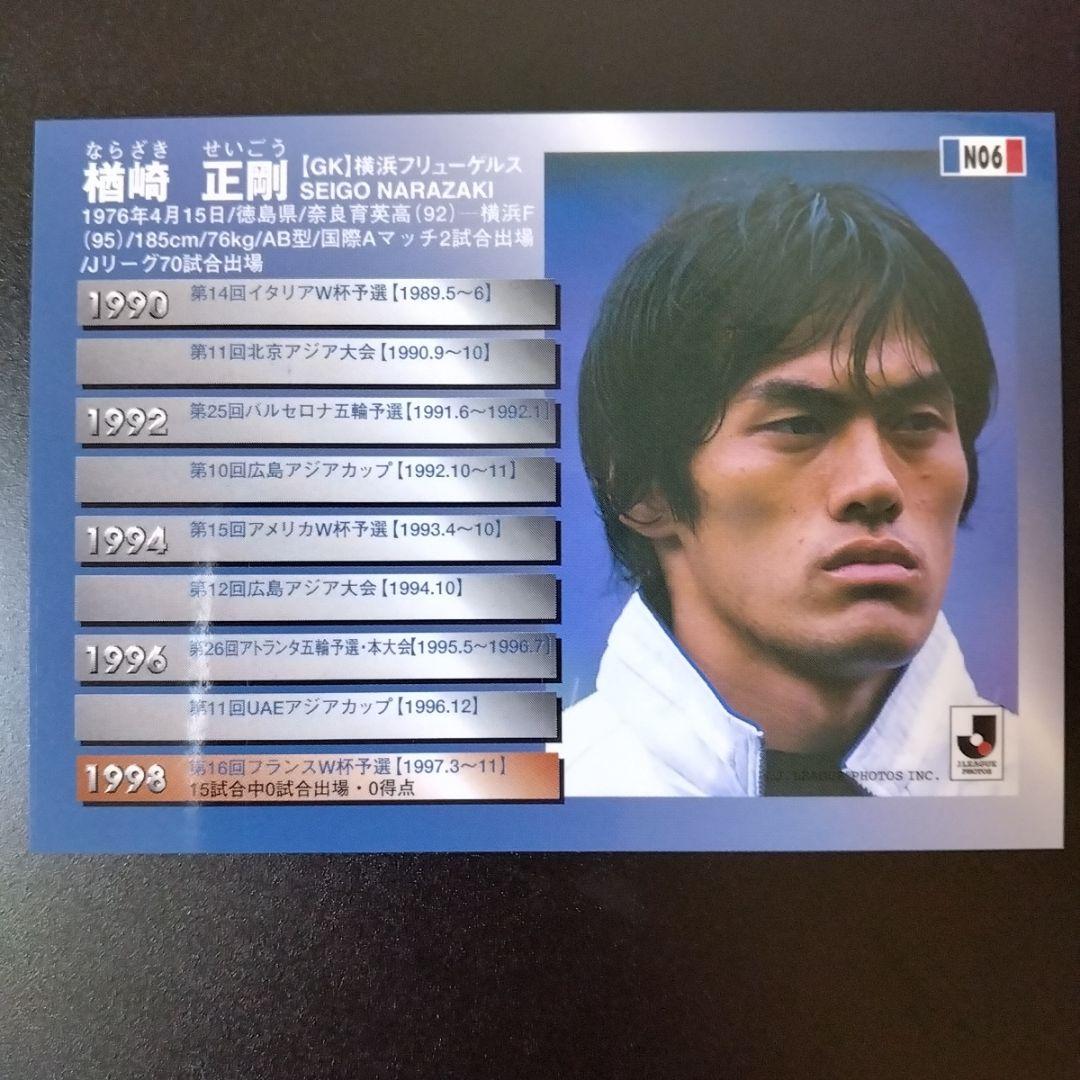 ならざき せいごう
楢崎 正剛
【GK】横浜フリューゲルス
SEIGO NARAZAKI
1976年4月15日/徳島県/奈良育英高(92)―横浜F
(95)/185cm/76kg/AB型/国際Aマッチ2試合出場
/Jリーグ70試合出場
N06
1990 第14回イタリアW杯予選【1989.5〜6】
第11回北京アジア大会【1990.9〜10】
1992 第25回バルセロナ五輪予選【1991.6〜1992.1】
第10回広島アジアカップ【1992.10〜11】
1994 第15回アメリカW杯予選【1993.4〜10】
第12回広島アジア大会【1994.10】
1996 第26回アトランタ五輪予選・本大会【1995.5〜1996.7】
第11回UAEアジアカップ【1996.12】
1998 第16回フランスW杯予選【1997.3〜11】
15試合中0試合出場・0得点
J. LEAGUE PHOTOS INC.
J.LEAGUE
PHOTOS